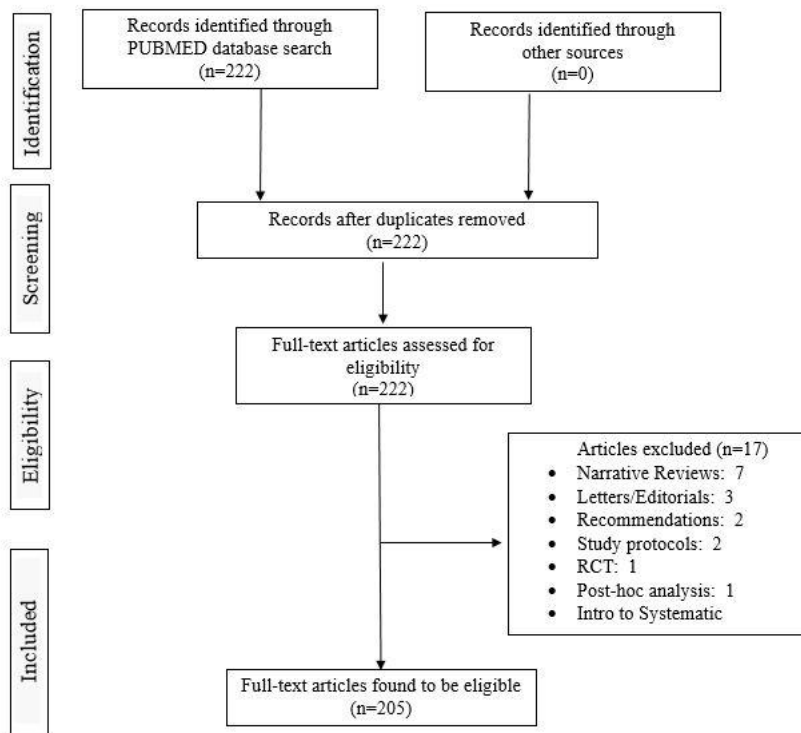 Identification
Records identified through
PUBMED database search
(n=222)
Records identified through
other sources
(n=0)
Screening
Records after duplicates removed
(n=222)
Full-text articles assessed for
eligibility
(n=222)
Eligibility
Articles excluded (n=17)
• Narrative Reviews: 7
• Letters/Editorials: 3
• Recommendations: 2
• Study protocols: 2
• RCT: 1
• Post-hoc analysis: 1
• Intro to Systematic
Included
Full-text articles found to be eligible
(n=205)